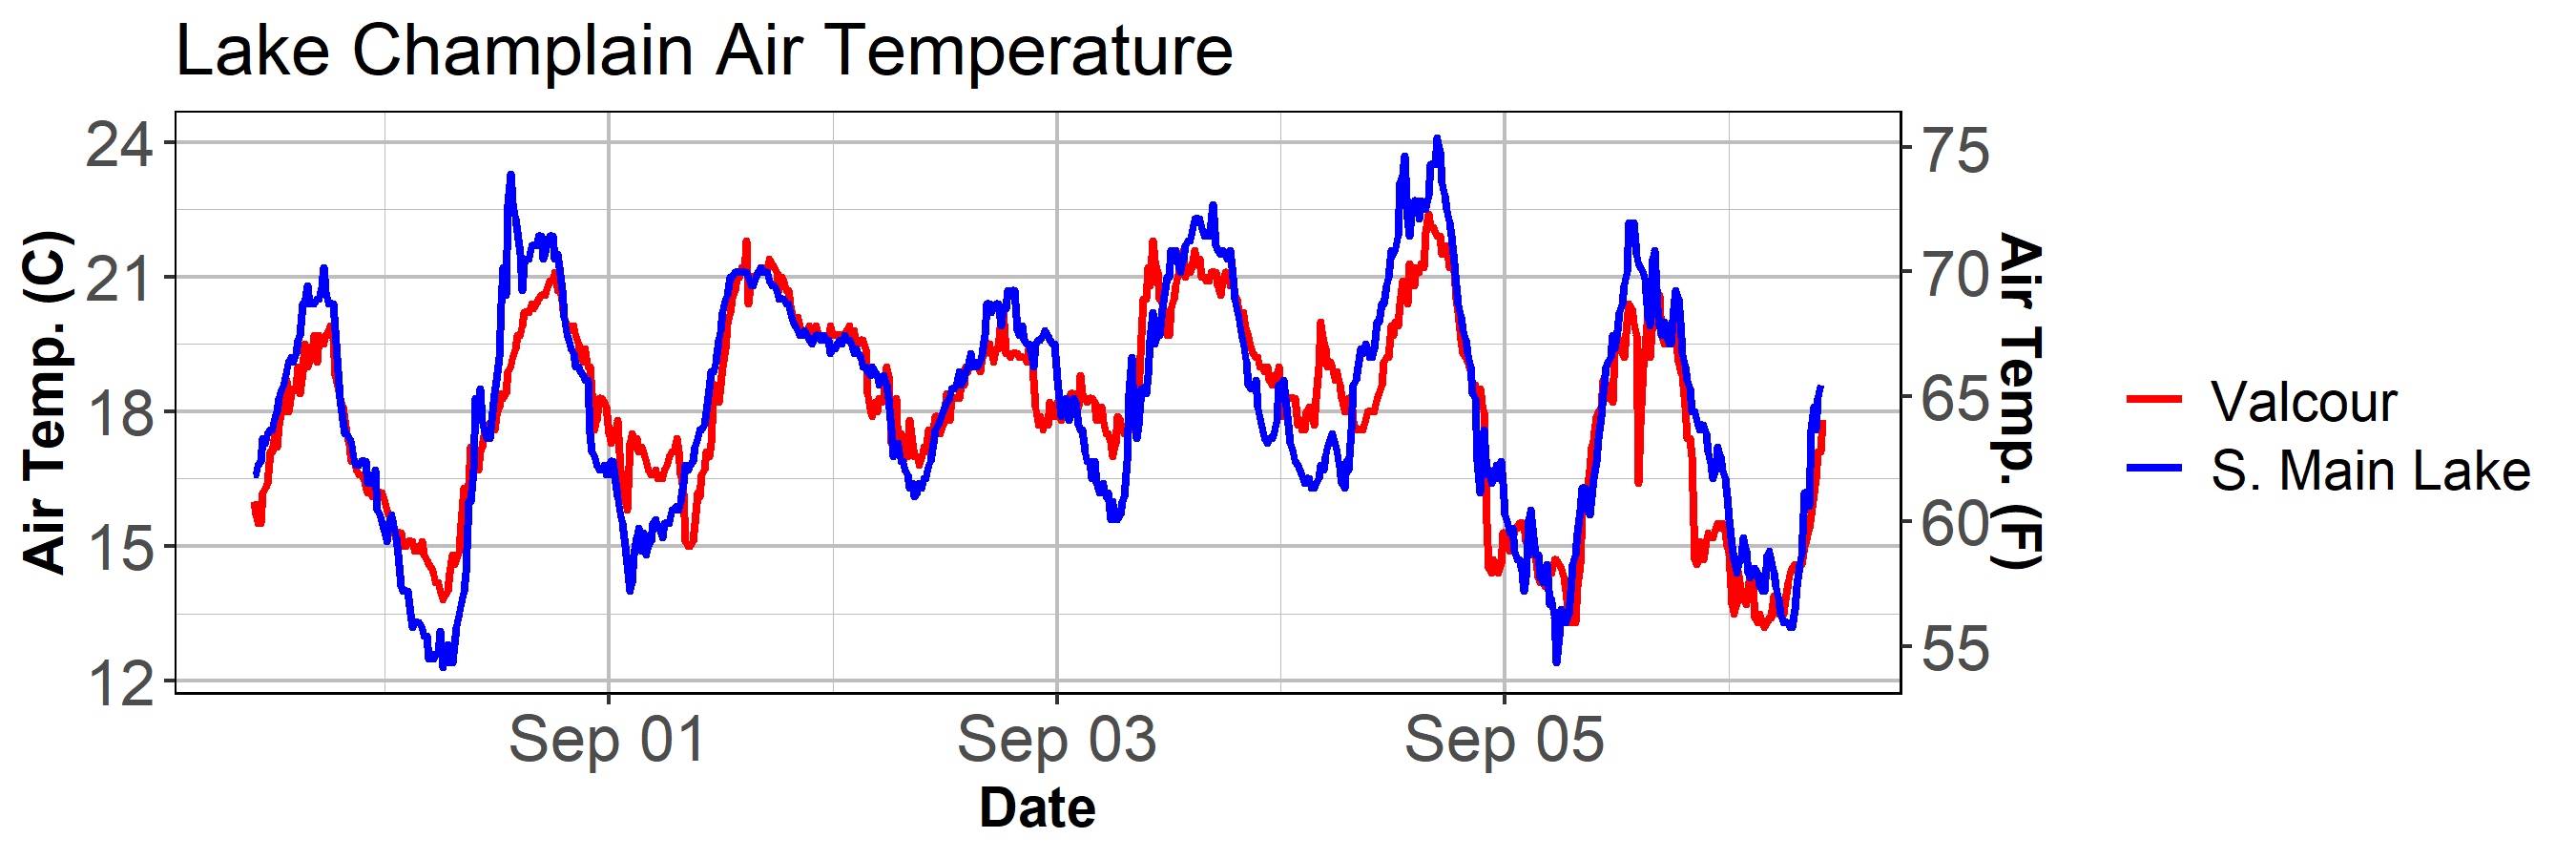 Lake Champlain Air Temperature
24
21
18
15
12
Air Temp. (C)
75
70
65
60
55
Air Temp. (F)
Sep 01
Sep 03
Sep 05
Date
Valcour
S. Main Lake